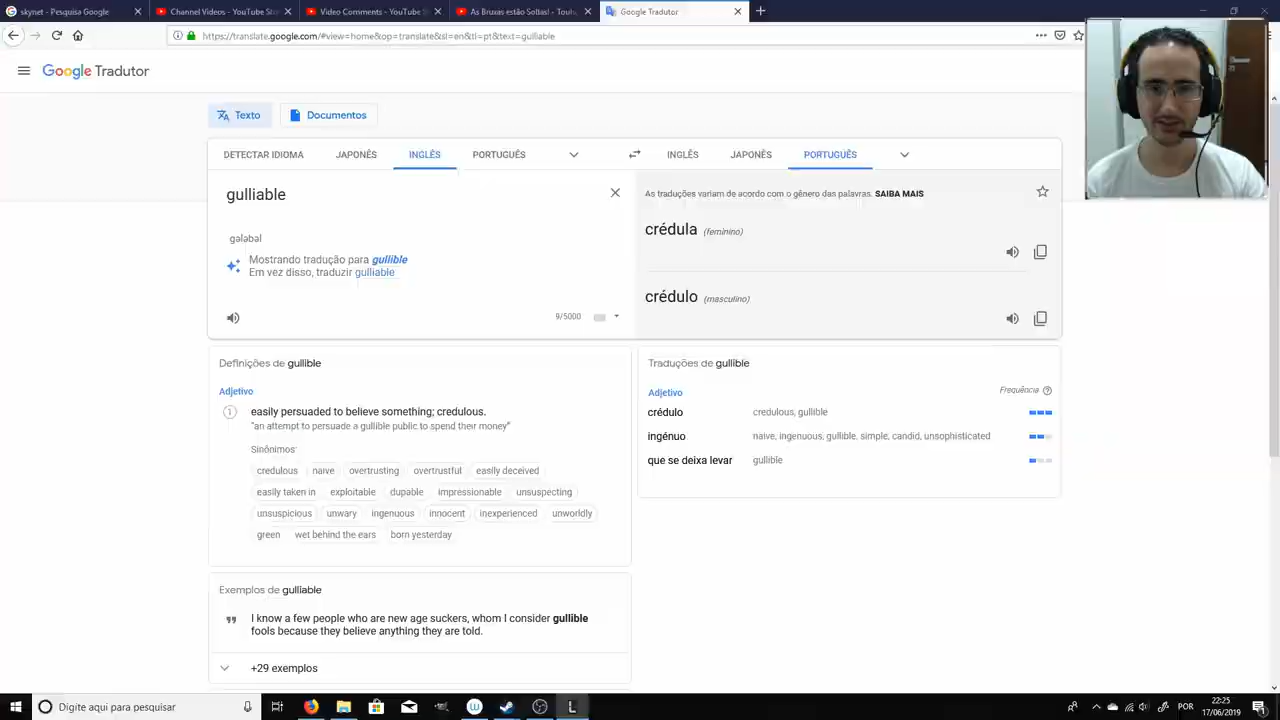 skynet - Pesquisa Google
Channel Videos - YouTube St
Video Comments - YouTube S
As Bruxas estão Soltas! - Toulu
Google Tradutor
https://translate.google.com/#view=home&op=translate&sl=en&tl=pt&text=gulliable
Google Tradutor
Texto
Documentos
DETECTAR IDIOMA
JAPONÊS
INGLÊS
PORTUGUÊS
INGLÊS
JAPONÊS
PORTUGUÊS
gulliable
gələbəl
Mostrando tradução para gullible
Em vez disso, traduzir gulliable
9/5000
As traduções variam de acordo com o gênero das palavras. SAIBA MAIS
crédula (feminino)
crédulo (masculino)
Definições de gullible
Adjetivo
1
easily persuaded to believe something; credulous.
"an attempt to persuade a gullible public to spend their money"
Sinônimos:
credulous
naive
overtrusting
overtrustful
easily deceived
easily taken in
exploitable
dupable
impressionable
unsuspecting
unsuspicious
unwary
ingenuous
innocent
inexperienced
unworldly
green
wet behind the ears
born yesterday
Exemplos de gullible
I know a few people who are new age suckers, whom I consider gullible
fools because they believe anything they are told.
+29 exemplos
Traduções de gullible
Adjetivo
Frequência
crédulo
credulous, gullible
ingénuo
naive, ingenuous, gullible, simple, candid, unsophisticated
que se deixa levar
gullible
Digite aqui para pesquisar
POR
22:25
17/06/2019